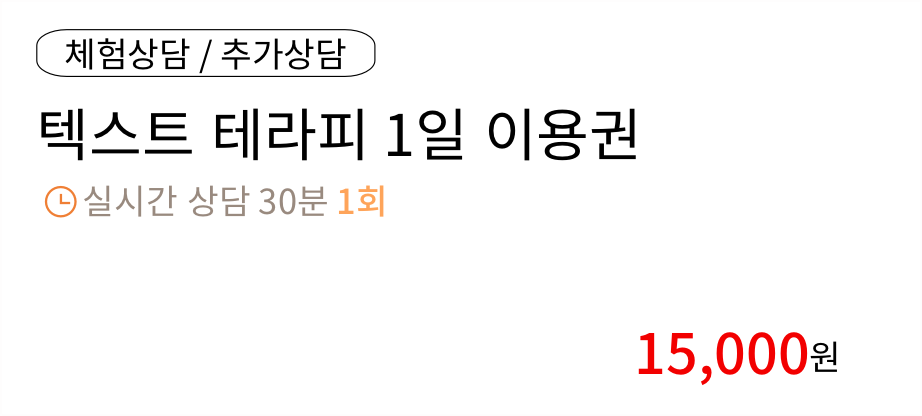 체험상담 / 추가상담
텍스트 테라피 1일 이용권
실시간 상담 30분 1회
15,000원